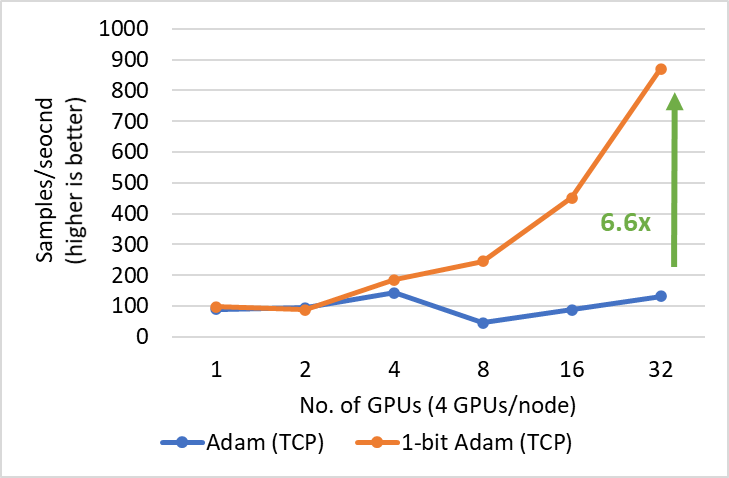 1000
900
800
700
600
500
400
300
200
100
0
Samples/seocnd
(higher is better)
6.6x
1 2 4 8 16 32
No. of GPUs (4 GPUs/node)
Adam (TCP) 1-bit Adam (TCP)